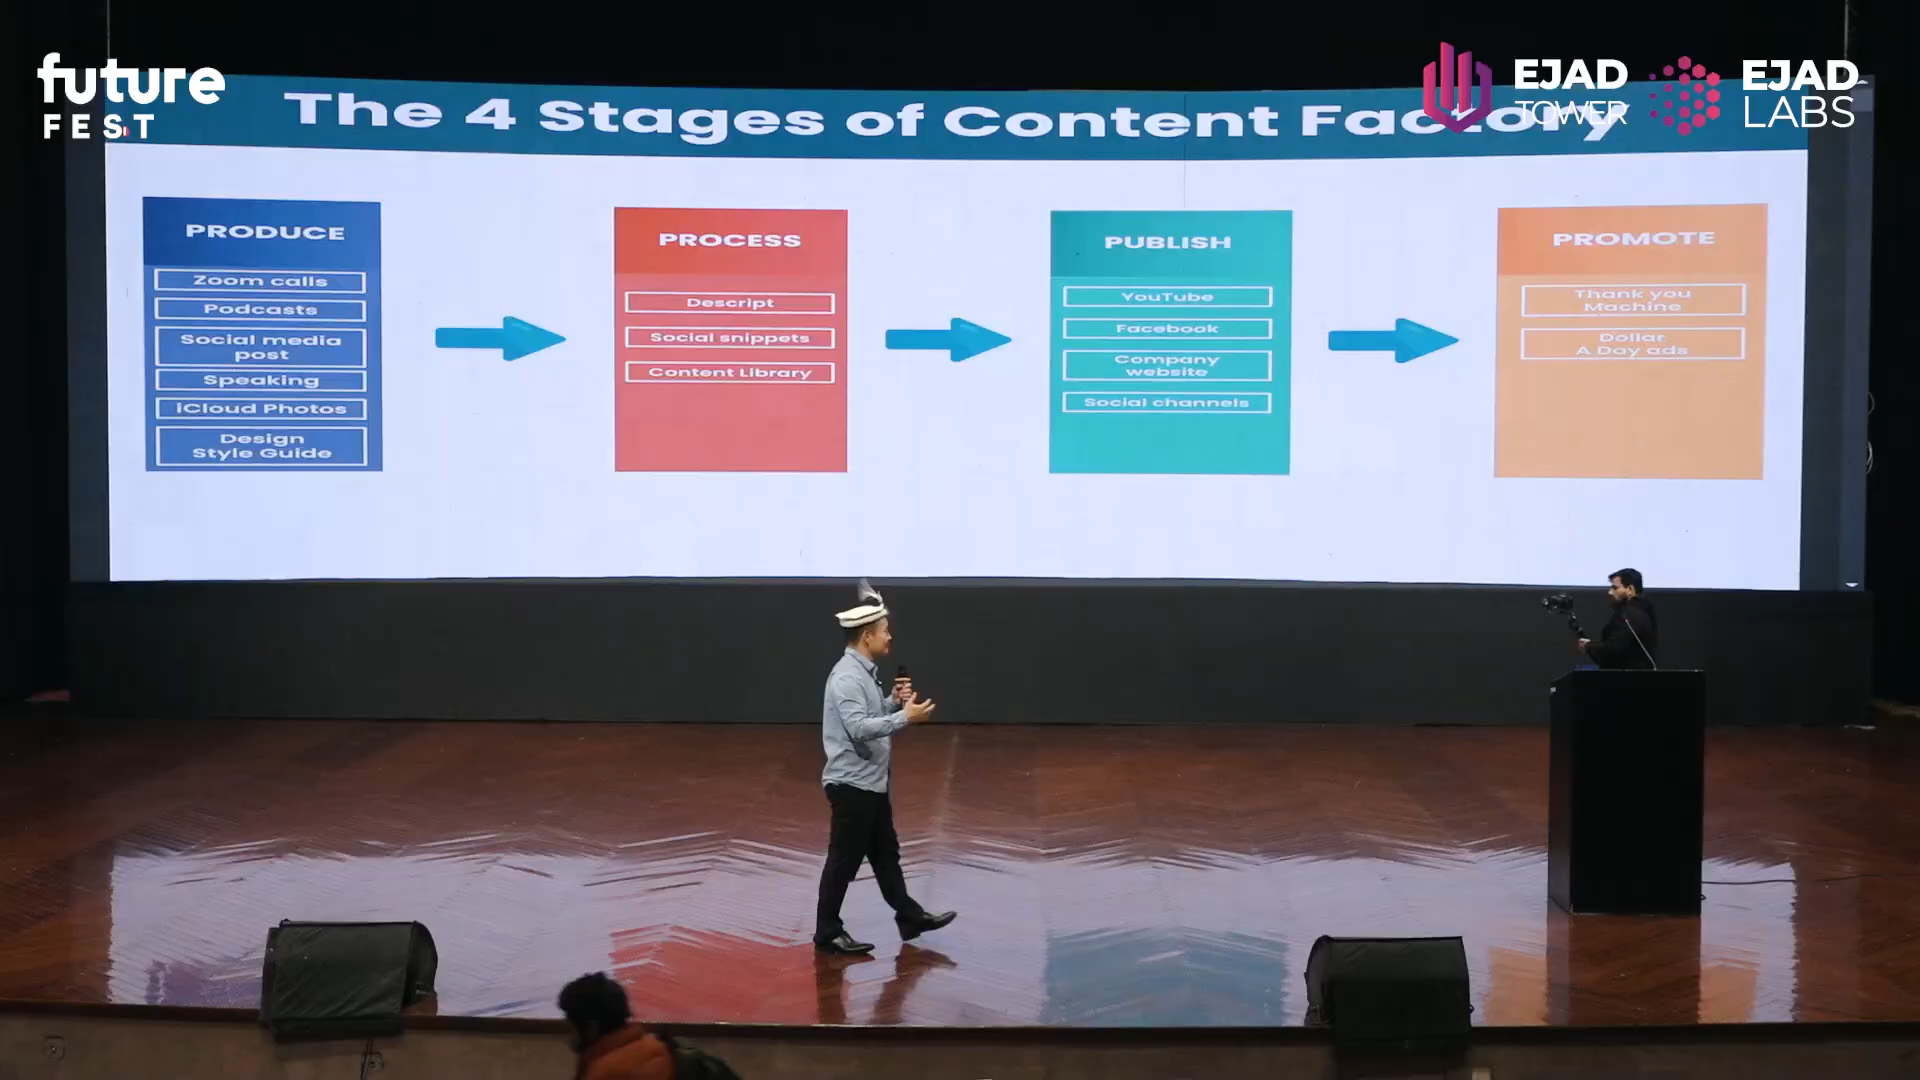 future
FEST
EJAD
TOWER
EJAD
LABS
The 4 Stages of Content Factory
PRODUCE
Zoom calls
Podcasts
Social media
post
Speaking
iCloud Photos
Design
Style Guide
PROCESS
Descript
Social snippets
Content Library
PUBLISH
YouTube
Facebook
Company
website
Social channels
PROMOTE
Thank you
Machine
Dollar
A Day ads